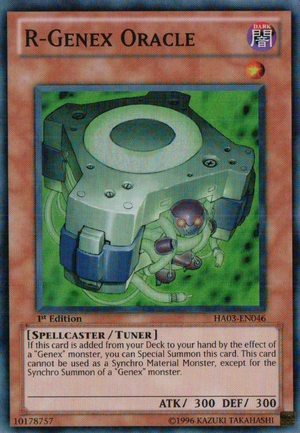 R-Genex Oracle
DARK
闇
1st Edition
HA03-EN046
[SPELLCASTER / TUNER]
If this card is added from your Deck to your hand by the effect of
a "Genex" monster, you can Special Summon this card. This card
cannot be used as a Synchro Material Monster, except for the
Synchro Summon of a "Genex" monster.
ATK/ 300 DEF/ 300
10178757
©1996 KAZUKI TAKAHASHI